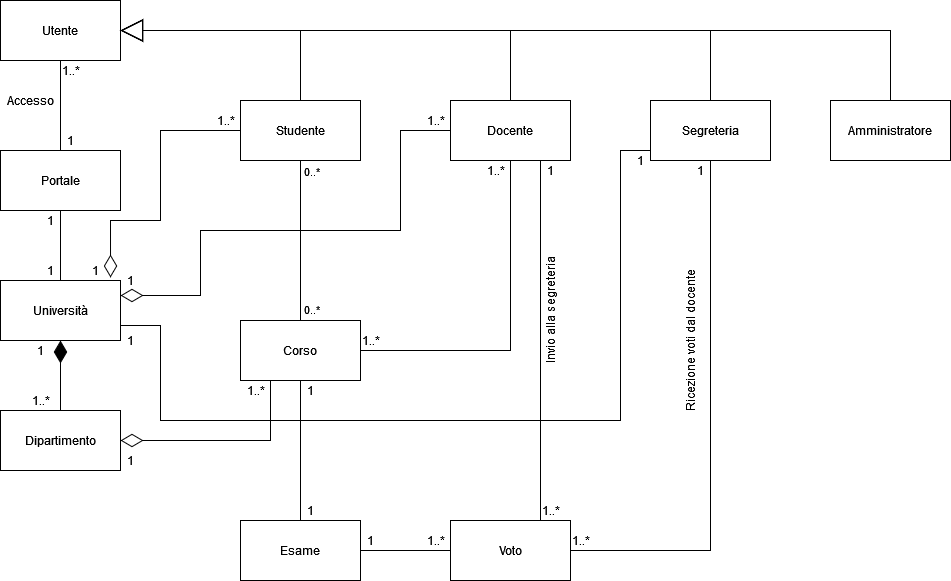 Utente
1..*
Accesso
1
1..*
Studente
1..*
Docente
Segreteria
Amministratore
Portale
0..*
1..*
1
1
1
1
1
1
1
Università
1
1
Invio alla segreteria
Ricezione voti dal docente
0..*
Corso
1..*
1..*
1
1..*
Dipartimento
1
1
1..*
Esame
1
1..*
Voto
1..*